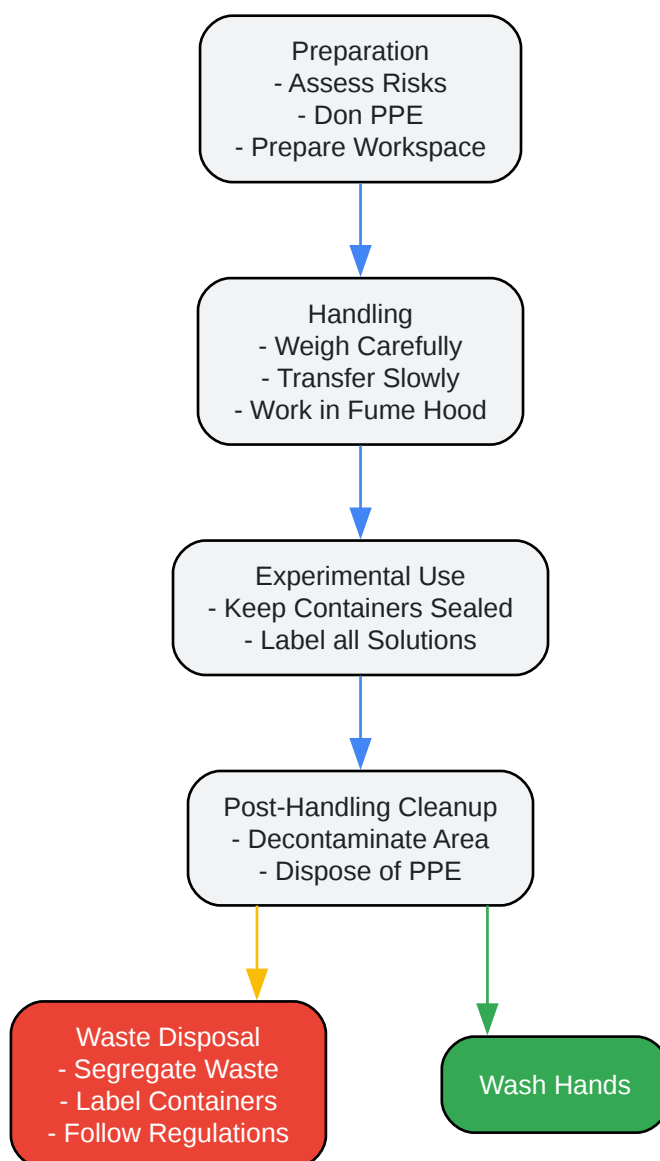 Preparation
- Assess Risks
- Don PPE
- Prepare Workspace
Handling
- Weigh Carefully
- Transfer Slowly
- Work in Fume Hood
Experimental Use
- Keep Containers Sealed
- Label all Solutions
Post-Handling Cleanup
- Decontaminate Area
- Dispose of PPE
Waste Disposal
- Segregate Waste
- Label Containers
- Follow Regulations
Wash Hands